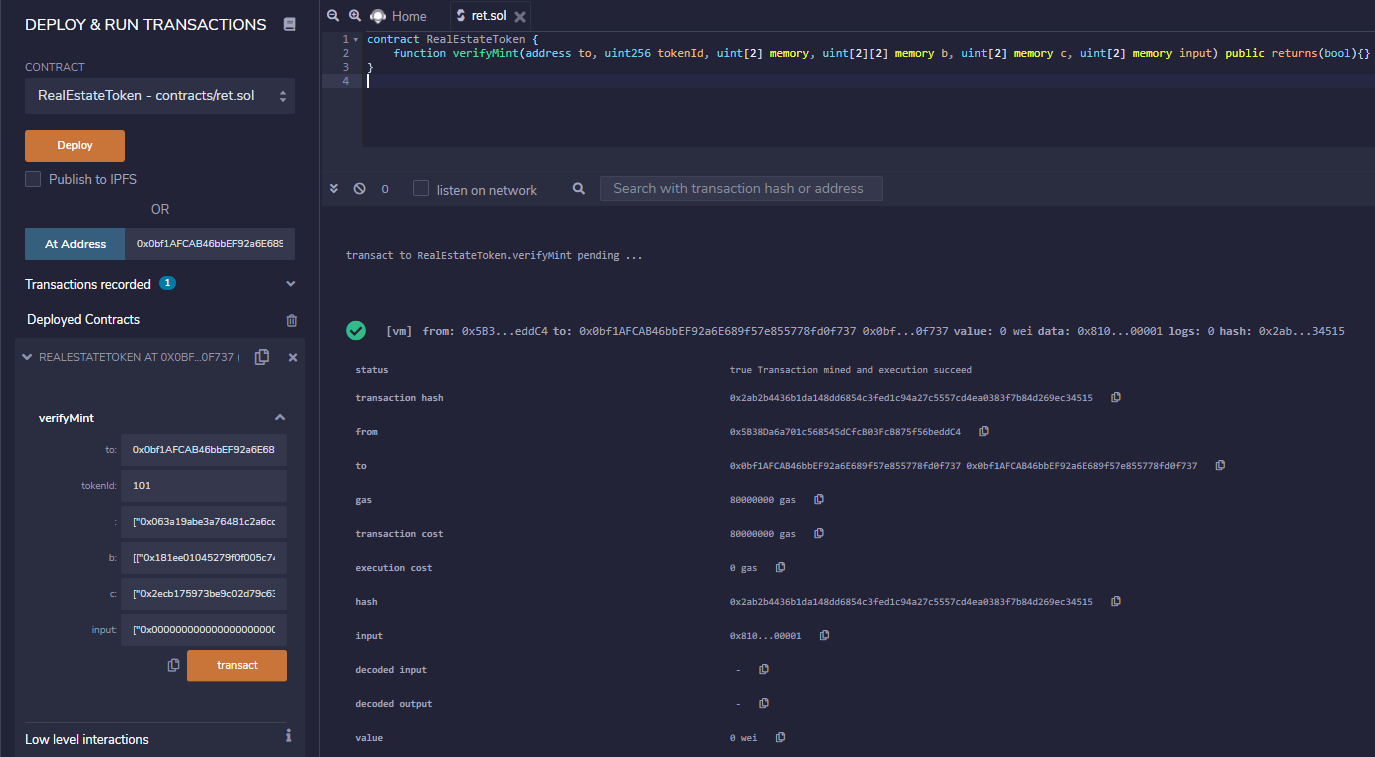 DEPLOY & RUN TRANSACTIONS
CONTRACT
RealEstateToken - contracts/ret.sol
Deploy
Publish to IPFS
OR
At Address 0x0bf1AFCAB46bbEF92a6E689
Transactions recorded 1
Deployed Contracts
REALESTATETOKEN AT 0X0BF...0F737 (
verifyMint
to: 0x0bf1AFCAB46bbEF92a6E68
tokenId: 101
: ["0x063a19abe3a76481c2a6cc
b: [["0x181ee01045279f0f005c74
c: ["0x2ecb175973be9c02d79c63
input: ["0x00000000000000000000
transact
Low level interactions
Home ret.sol
1 contract RealEstateToken {
2 function verifyMint(address to, uint256 tokenId, uint[2] memory, uint[2][2] memory b, uint[2] memory c, uint[2] memory input) public returns(bool){}
3 }
4
0 listen on network Search with transaction hash or address
transact to RealEstateToken.verifyMint pending ...
[vm] from: 0x5B3...eddC4 to: 0x0bf1AFCAB46bbEF92a6E689f57e855778fd0f737 0x0bf...0f737 value: 0 wei data: 0x810...00001 logs: 0 hash: 0x2ab...34515
status true Transaction mined and execution succeed
transaction hash 0x2ab2b4436b1da148dd6854c3fed1c94a27c5557cd4ea0383f7b84d269ec34515
from 0x5B38Da6a701c568545dCfcB03FcB875f56beddC4
to 0x0bf1AFCAB46bbEF92a6E689f57e855778fd0f737 0x0bf1AFCAB46bbEF92a6E689f57e855778fd0f737
gas 80000000 gas
transaction cost 80000000 gas
execution cost 0 gas
hash 0x2ab2b4436b1da148dd6854c3fed1c94a27c5557cd4ea0383f7b84d269ec34515
input 0x810...00001
decoded input -
decoded output -
value 0 wei